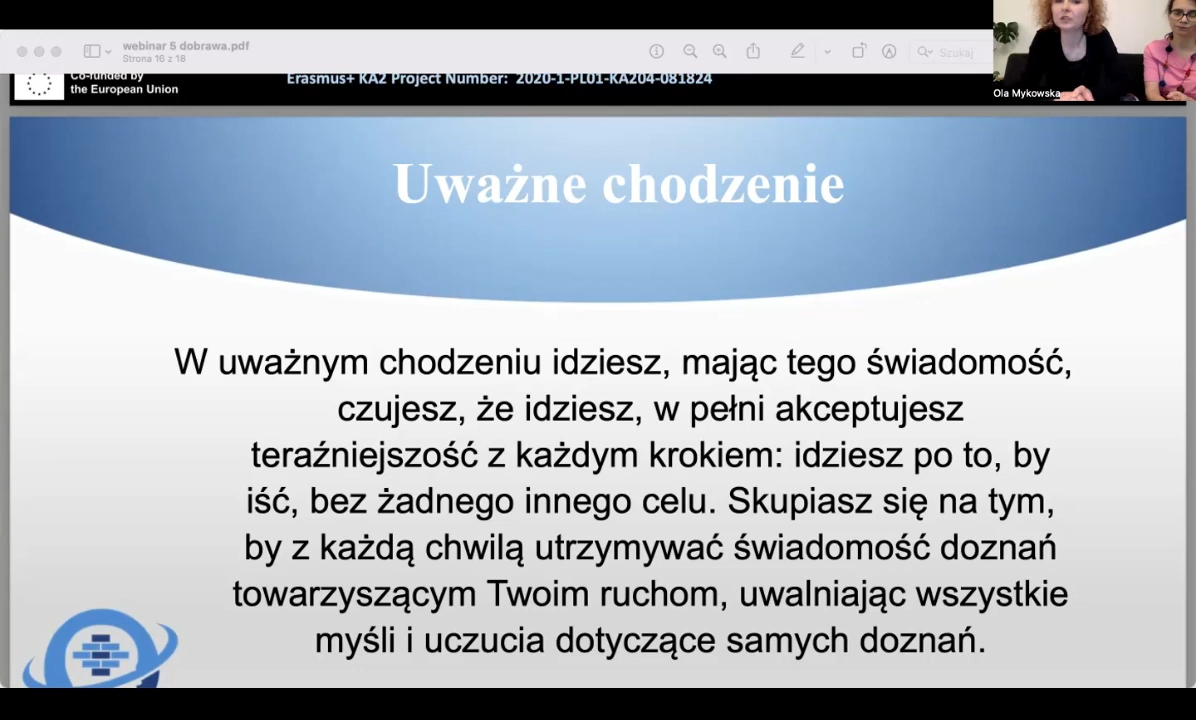 webinar 5 dobrawa.pdf
Strona 16 z 18
Szukaj
Ola Mykowska
Co-funded by
the European Union
Erasmus+ KA2 Project Number: 2020-1-PL01-KA204-081824
Uważne chodzenie
W uważnym chodzeniu idziesz, mając tego świadomość,
czujesz, że idziesz, w pełni akceptujesz
teraźniejszość z każdym krokiem: idziesz po to, by
iść, bez żadnego innego celu. Skupiasz się na tym,
by z każdą chwilą utrzymywać świadomość doznań
towarzyszącym Twoim ruchom, uwalniając wszystkie
myśli i uczucia dotyczące samych doznań.